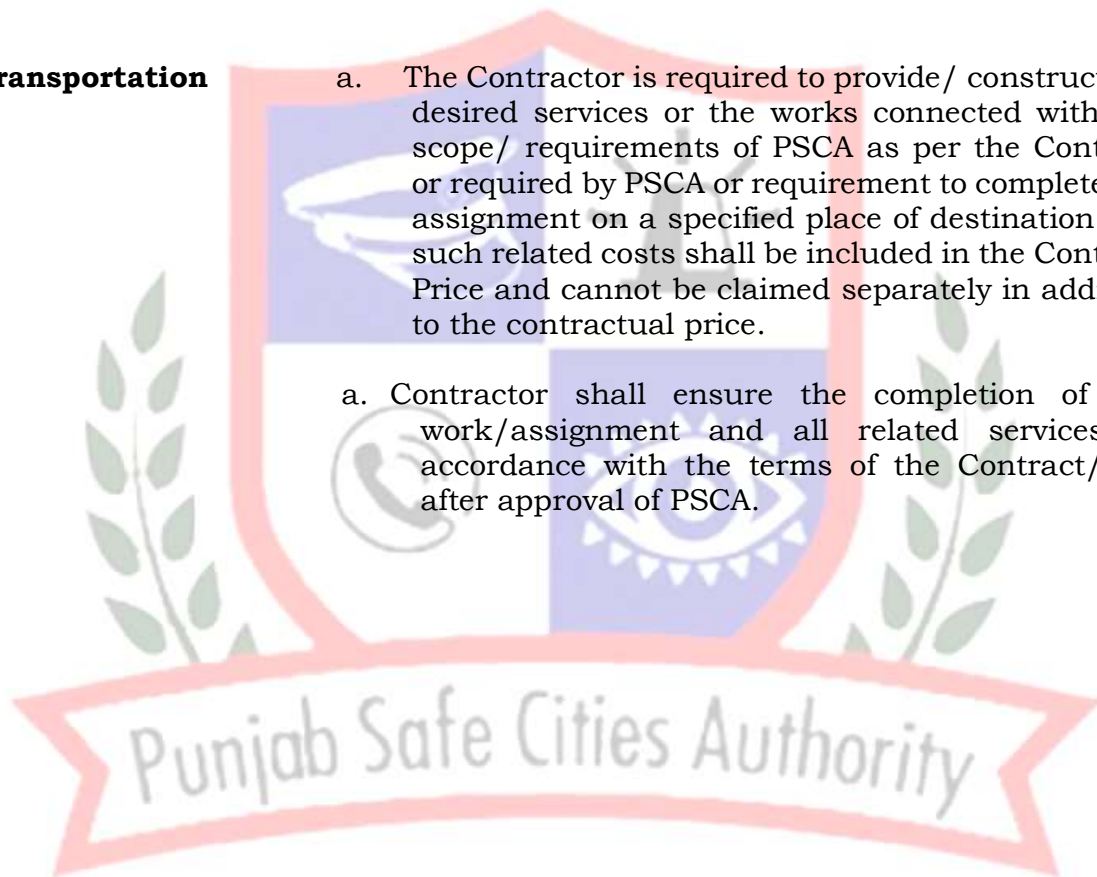 ransportation a. The Contractor is required to provide/ construct
desired services or the works connected with
scope/ requirements of PSCA as per the Cont
or required by PSCA or requirement to complete
assignment on a specified place of destination
such related costs shall be included in the Cont
Price and cannot be claimed separately in add
to the contractual price.
a. Contractor shall ensure the completion of
work/assignment and all related services
accordance with the terms of the Contract/
after approval of PSCA.
Punjab Safe Cities Authority